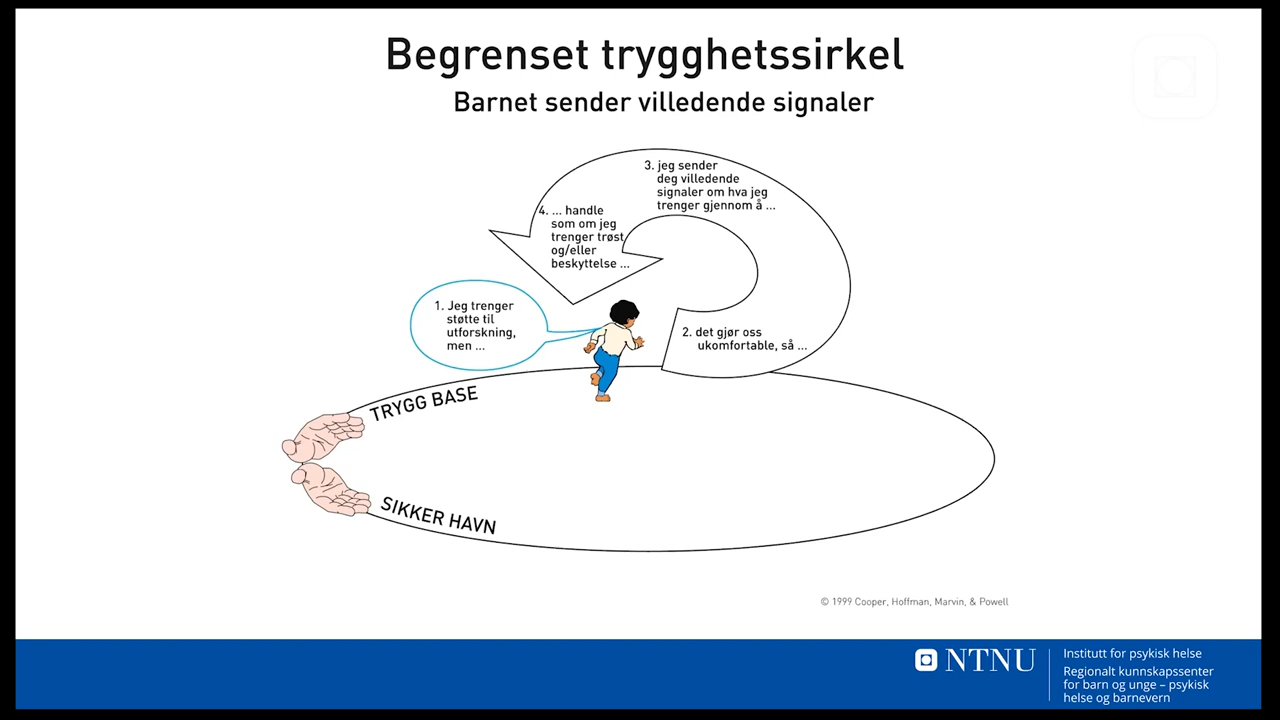 Begrenset trygghetssirkel
Barnet sender villedende signaler
3. jeg sender
deg villedende
signaler om hva jeg
trenger gjennom å ...
4. ... handle
som om jeg
trenger trøst
og/eller
beskyttelse ...
1. Jeg trenger
støtte til
utforskning,
men ...
2. det gjør oss
ukomfortable, så ...
TRYGG BASE
SIKKER HAVN
© 1999 Cooper, Hoffman, Marvin, & Powell
NTNU
Institutt for psykisk helse
Regionalt kunnskapssenter
for barn og unge – psykisk
helse og barnevern